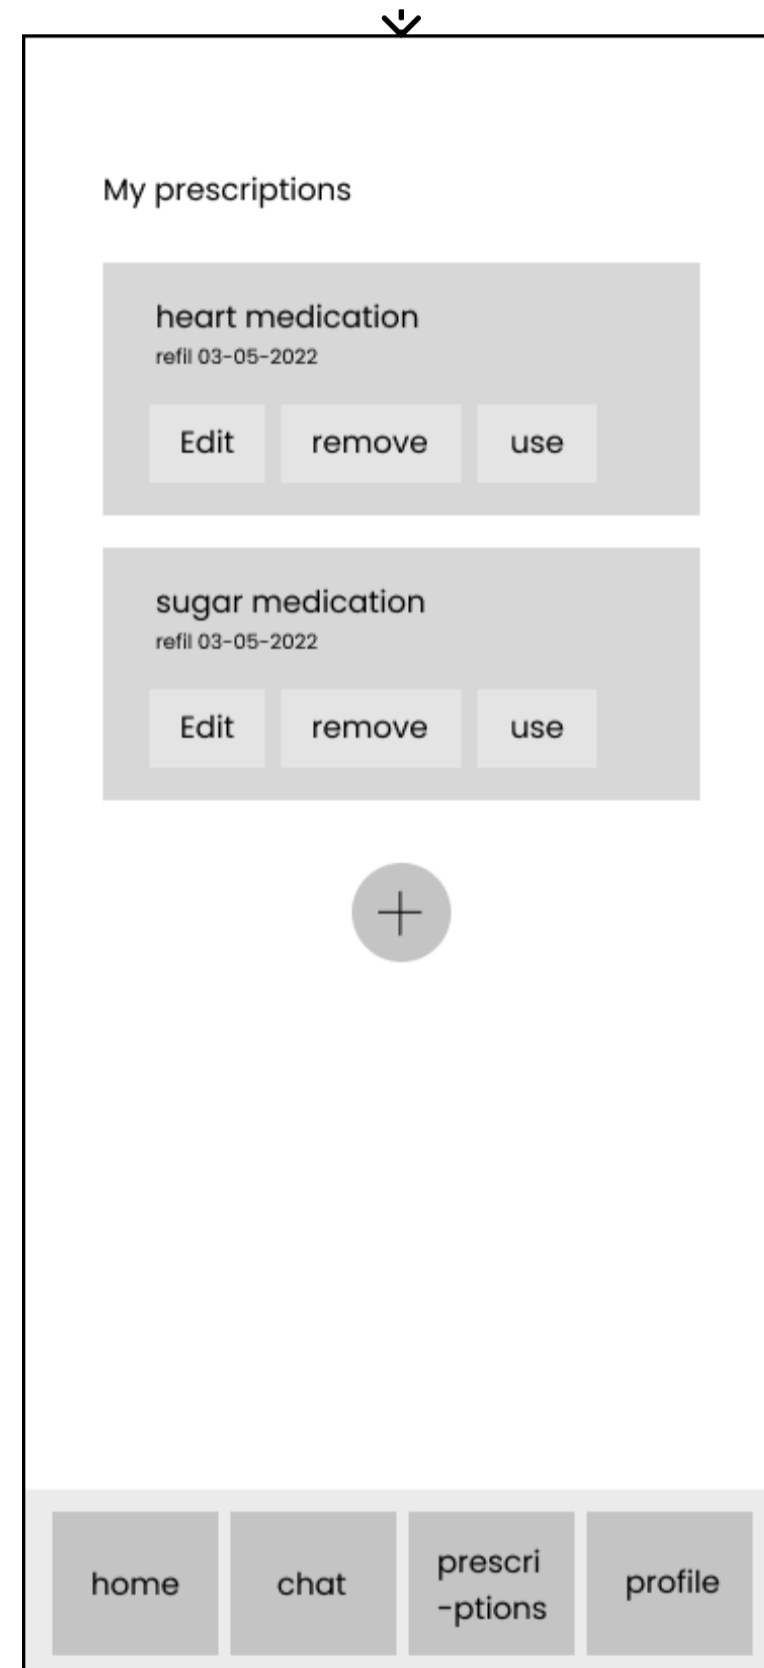 My prescriptions
heart medication
refil 03-05-2022
Edit remove use
sugar medication
refil 03-05-2022
Edit remove use
home chat prescri
-ptions profile